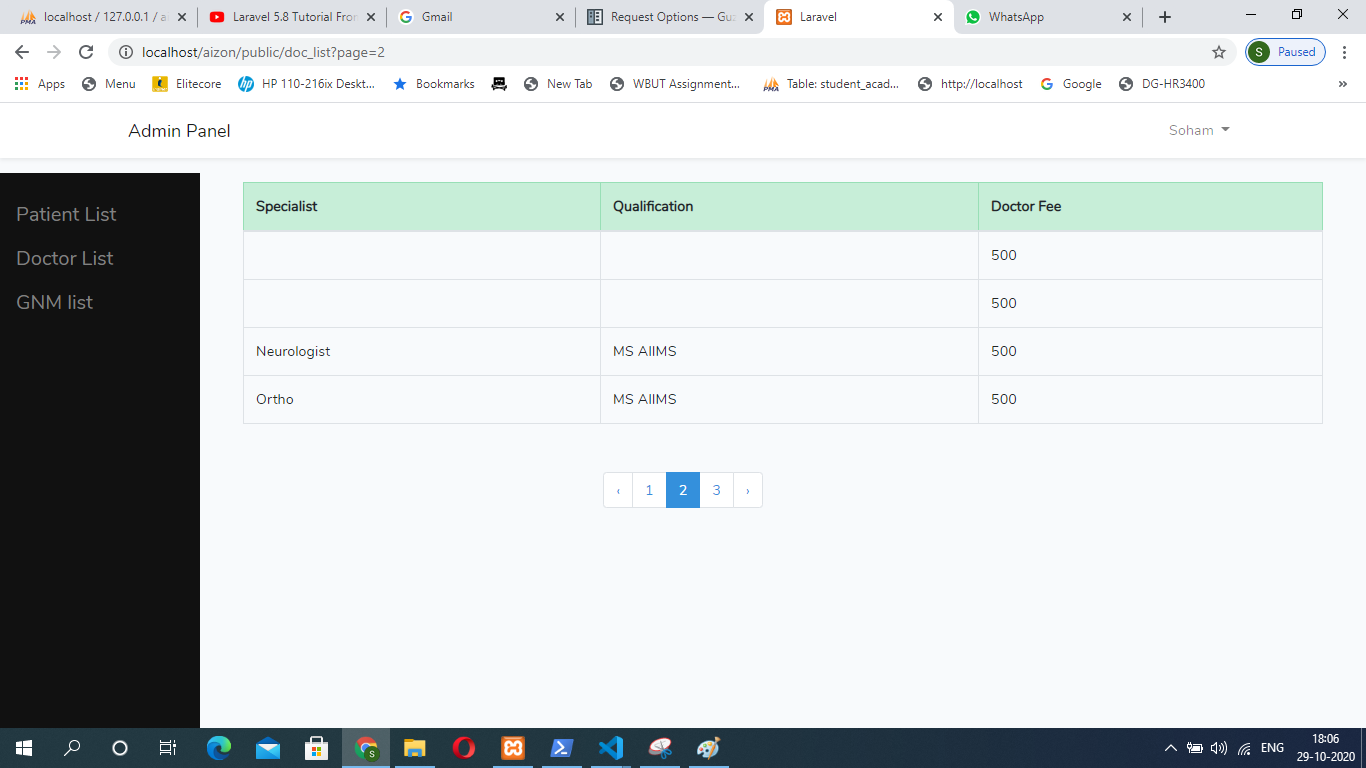 localhost / 127.0.0.1 / a
Laravel 5.8 Tutorial Fro
Gmail
Request Options — Gu
Laravel
WhatsApp
localhost/aizon/public/doc_list?page=2
S Paused
Apps
Menu
Elitecore
HP 110-216ix Deskt...
Bookmarks
New Tab
WBUT Assignment...
Table: student_acad...
http://localhost
Google
DG-HR3400
»
Admin Panel
Soham
Patient List
Doctor List
GNM list
Specialist Qualification Doctor Fee
500
500
Neurologist MS AIIMS 500
Ortho MS AIIMS 500
‹ 1 2 3 ›
ENG
18:06
29-10-2020